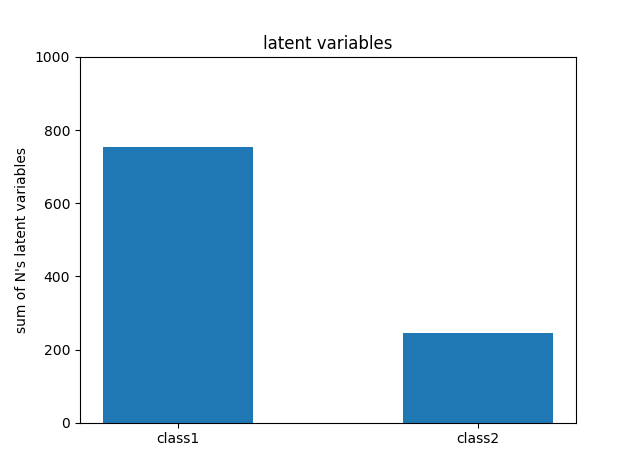 latent variables
1000
800
600
400
200
0
sum of N's latent variables
class1
class2